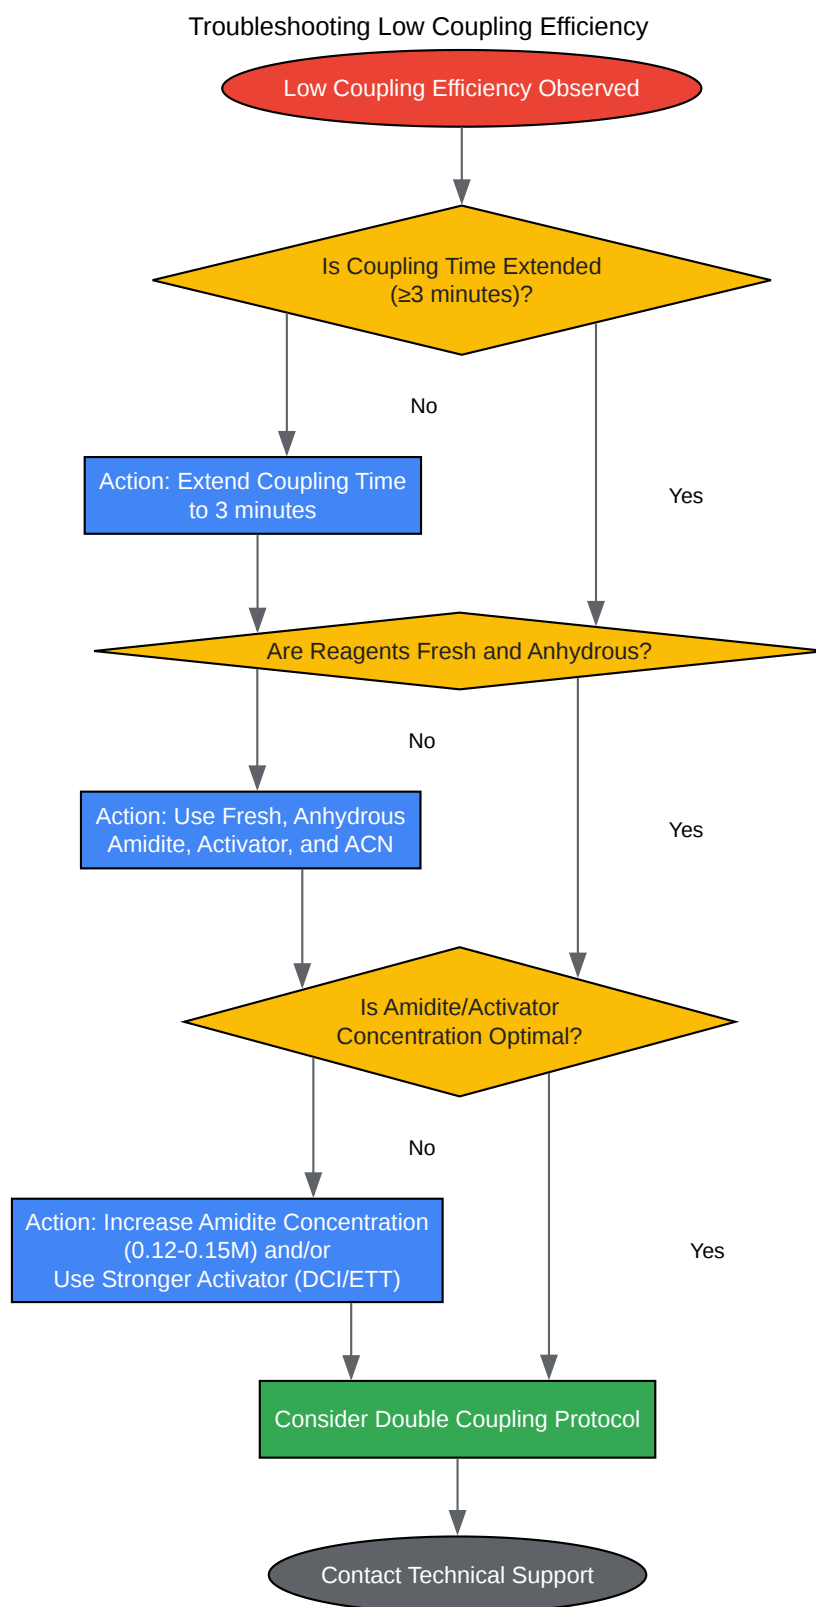 Troubleshooting Low Coupling Efficiency
Low Coupling Efficiency Observed
Is Coupling Time Extended
(≥3 minutes)?
No
Action: Extend Coupling Time
to 3 minutes
Yes
Are Reagents Fresh and Anhydrous?
No
Action: Use Fresh, Anhydrous
Amidite, Activator, and ACN
Yes
Is Amidite/Activator
Concentration Optimal?
No
Action: Increase Amidite Concentration
(0.12-0.15M) and/or
Use Stronger Activator (DCI/ETT)
Yes
Consider Double Coupling Protocol
Contact Technical Support